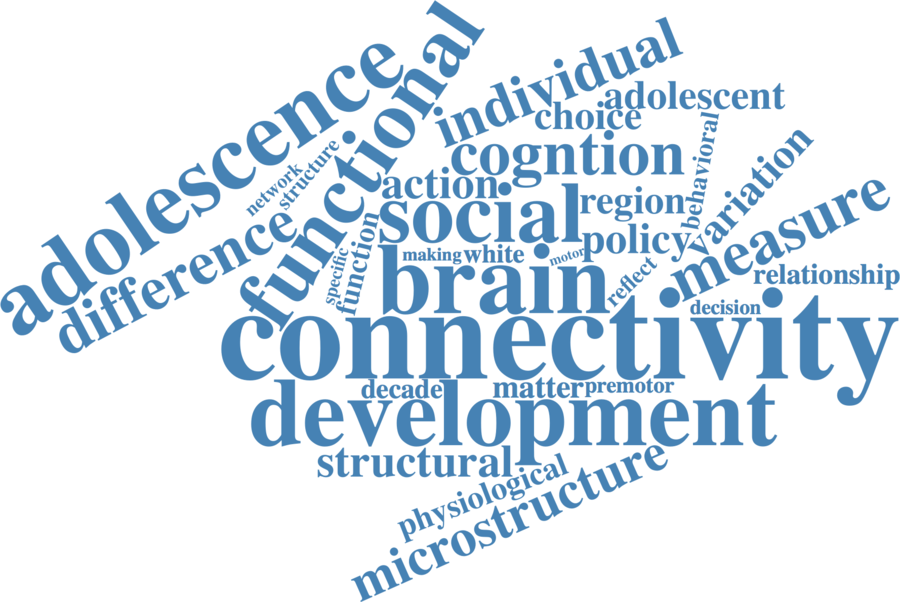 adolescence
functional
individual
adolescent
choice
cogntion
behavioral
variation
network
structure
action
social
region
difference
measure
policy
specific
function
making
white
motor
reflect
relationship
brain
decision
connectivity
decade
matter
premotor
development
structural
physiological
microstructure